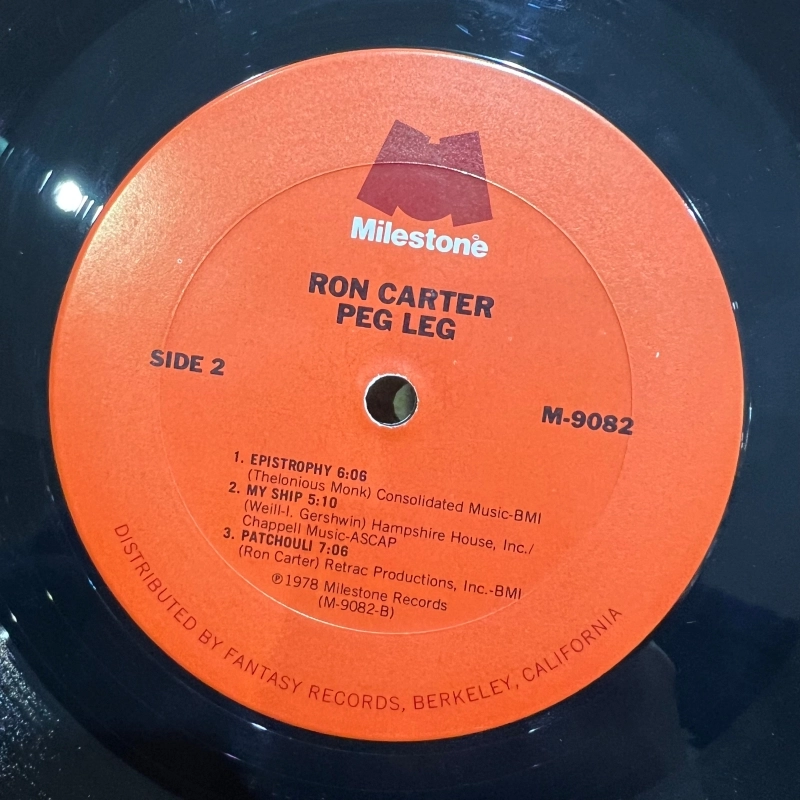 Milestone
RON CARTER
PEG LEG
SIDE 2
M-9082
1. EPISTROPHY 6:06
(Thelonious Monk) Consolidated Music-BMI
2. MY SHIP 5:10
(Weill-I. Gershwin) Hampshire House, Inc./
Chappell Music-ASCAP
3. PATCHOULI 7:06
(Ron Carter) Retrac Productions, Inc.-BMI
℗1978 Milestone Records
(M-9082-B)
DISTRIBUTED BY FANTASY RECORDS, BERKELEY, CALIFORNIA